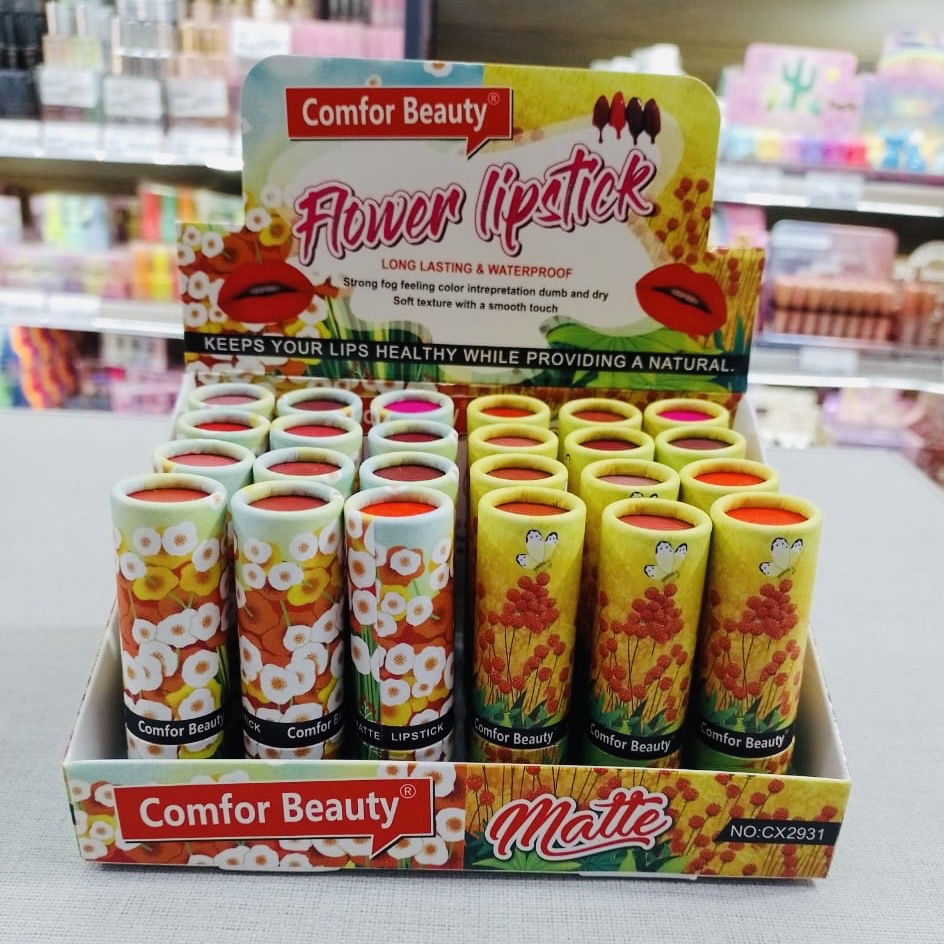 Comfor Beauty®
Flower lipstick
LONG LASTING & WATERPROOF
Strong fog feeling color intrepretation dumb and dry
Soft texture with a smooth touch
KEEPS YOUR LIPS HEALTHY WHILE PROVIDING A NATURAL.
Comfor Beauty
TICK Comfor B
MATTE LIPSTICK
Comfor Beauty
Comfor Beauty
Comfor Beauty
Comfor Beauty®
Matte
NO:CX2931